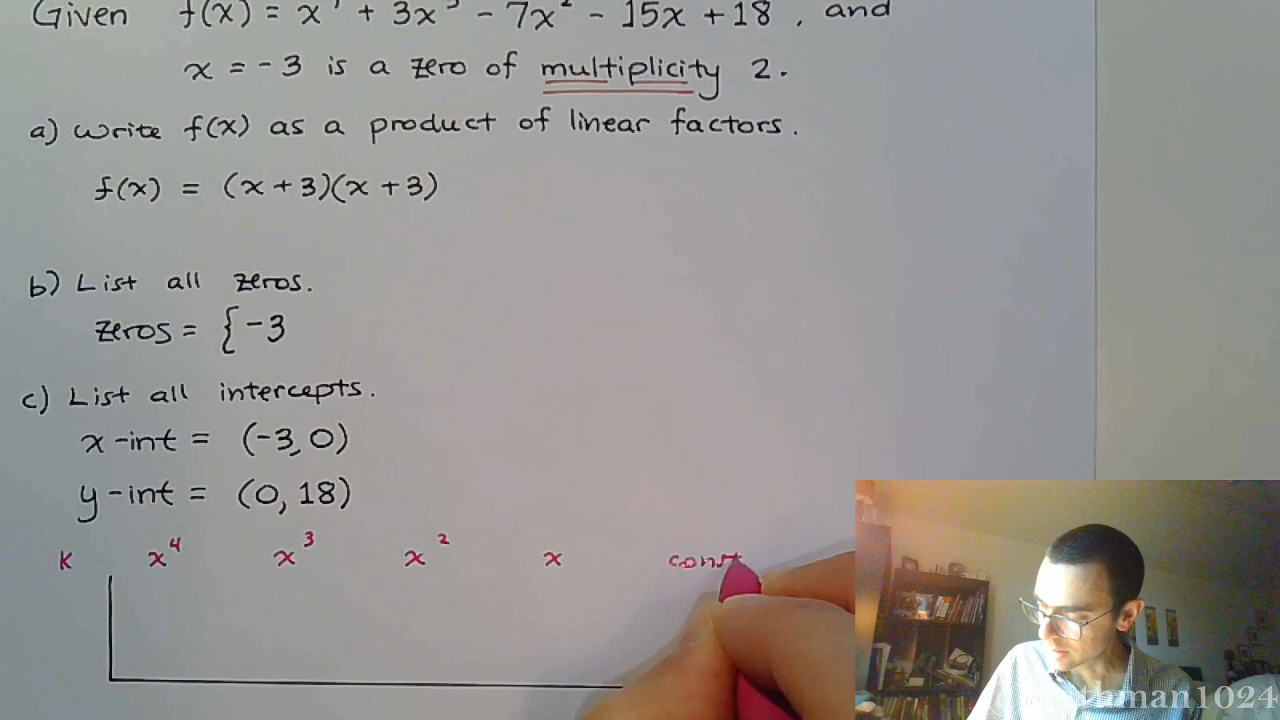 Given f(x) = x⁴ + 3x³ - 7x² - 15x + 18, and
x = -3 is a zero of multiplicity 2.
a) Write f(x) as a product of linear factors.
f(x) = (x+3)(x+3)
b) List all zeros.
zeros = {-3
c) List all intercepts.
x-int = (-3, 0)
y-int = (0, 18)
K x⁴ x³ x² x const
man1024